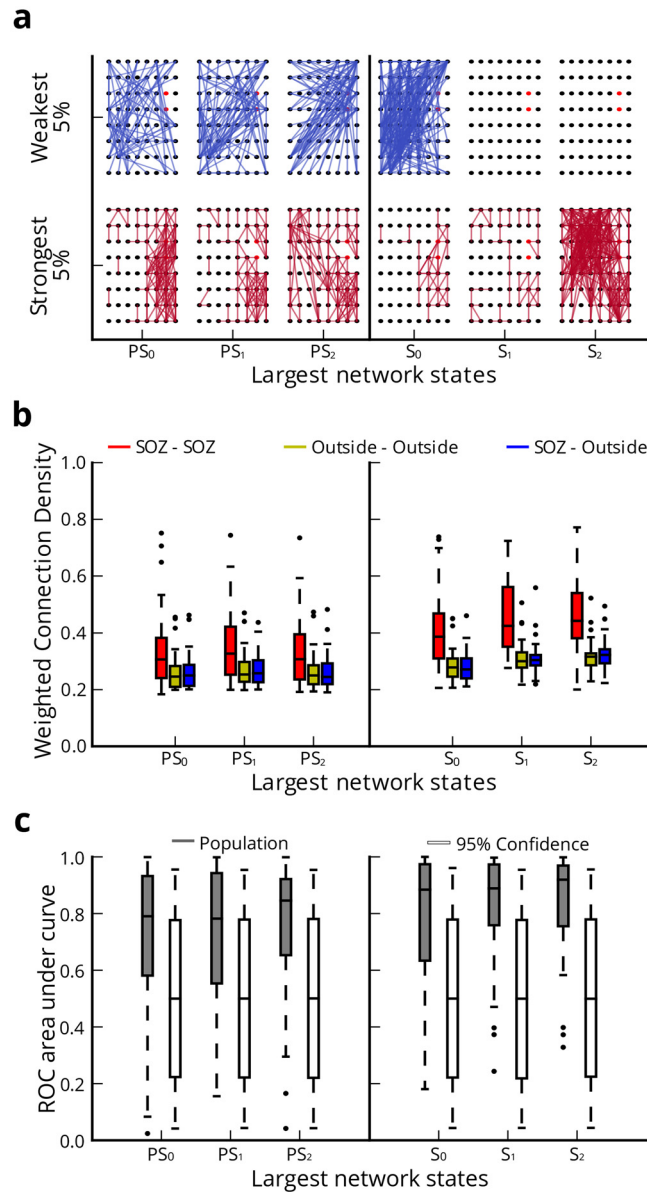 a
Weakest
5%
Strongest
5%
PS₀ PS₁ PS₂ S₀ S₁ S₂
Largest network states
b
SOZ - SOZ Outside - Outside SOZ - Outside
Weighted Connection Density
1.0
0.8
0.6
0.4
0.2
0.0
PS₀ PS₁ PS₂ S₀ S₁ S₂
Largest network states
c
Population 95% Confidence
ROC area under curve
1.0
0.8
0.6
0.4
0.2
0.0
PS₀ PS₁ PS₂ S₀ S₁ S₂
Largest network states